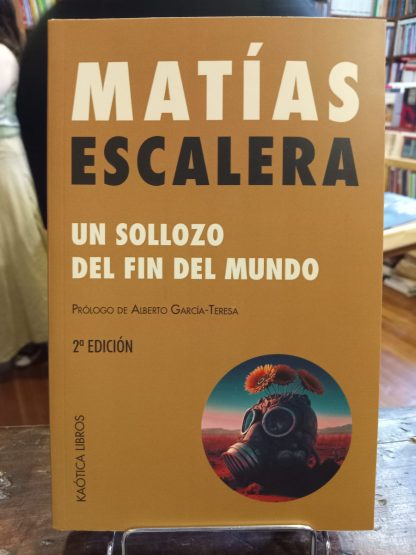 MATÍAS
ESCALERA
UN SOLLOZO
DEL FIN DEL MUNDO
PRÓLOGO DE ALBERTO GARCÍA-TERESA
2ª EDICIÓN
KAÓTICA LIBROS